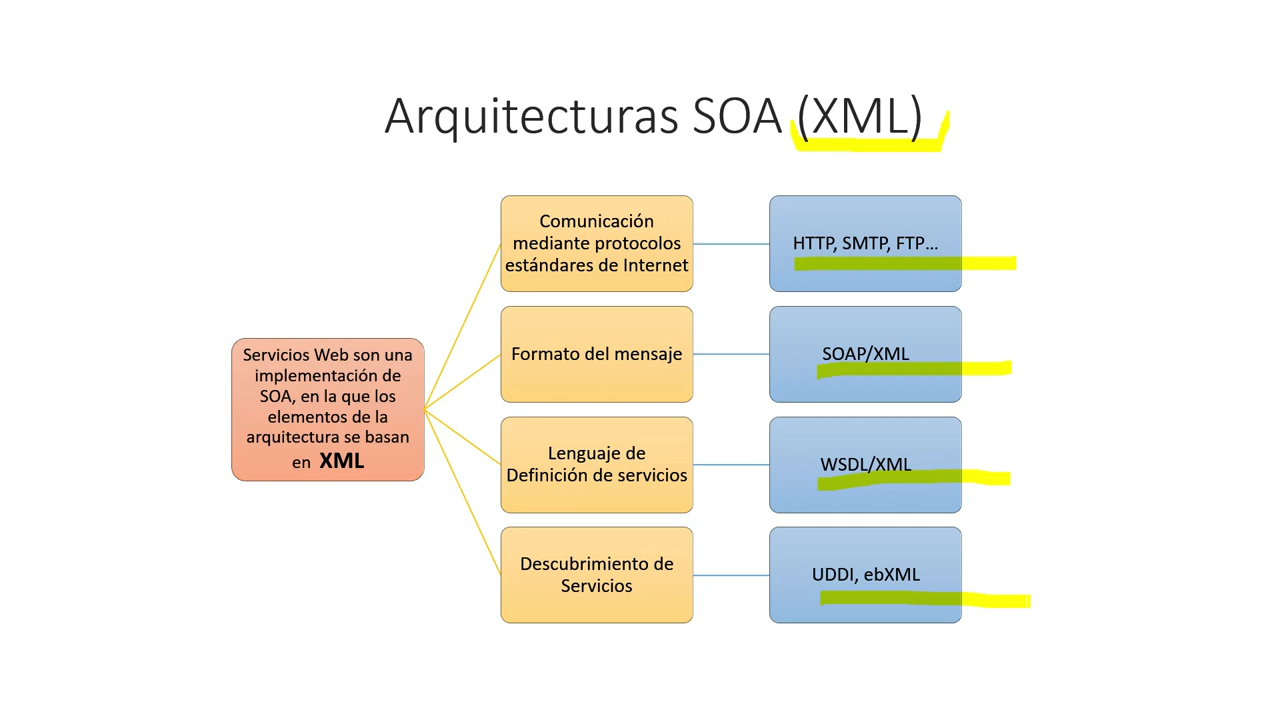 Arquitecturas SOA (XML)
Servicios Web son una
implementación de
SOA, en la que los
elementos de la
arquitectura se basan
en XML
Comunicación
mediante protocolos
estándares de Internet
HTTP, SMTP, FTP...
Formato del mensaje
SOAP/XML
Lenguaje de
Definición de servicios
WSDL/XML
Descubrimiento de
Servicios
UDDI, ebXML